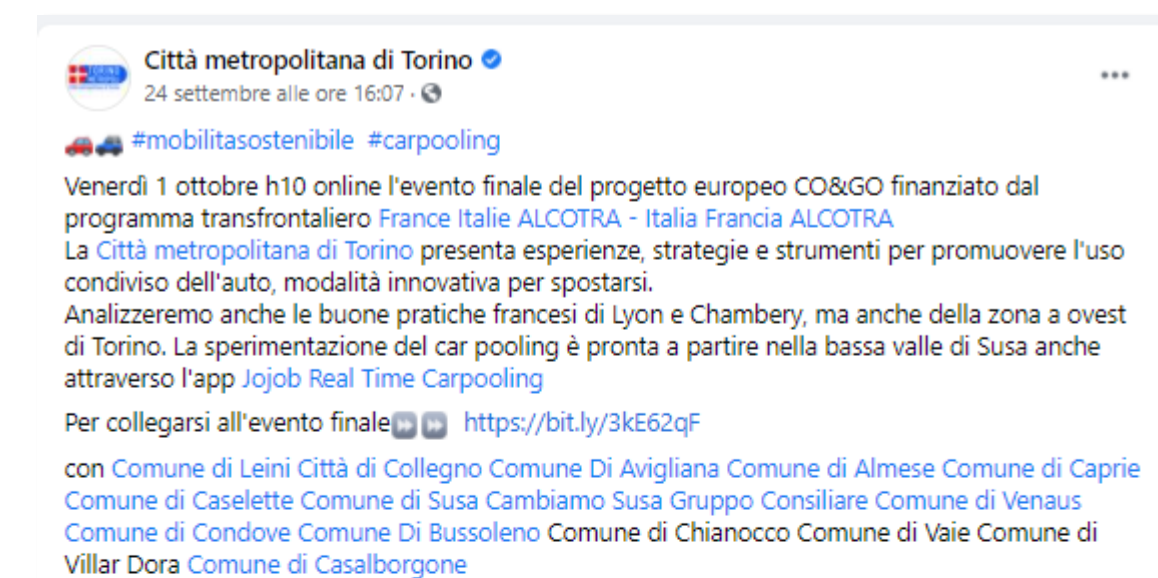 Città metropolitana di Torino
24 settembre alle ore 16:07 ·
#mobilitasostenibile #carpooling
Venerdì 1 ottobre h10 online l'evento finale del progetto europeo CO&GO finanziato dal
programma transfrontaliero France Italie ALCOTRA - Italia Francia ALCOTRA
La Città metropolitana di Torino presenta esperienze, strategie e strumenti per promuovere l'uso
condiviso dell'auto, modalità innovativa per spostarsi.
Analizzeremo anche le buone pratiche francesi di Lyon e Chambery, ma anche della zona a ovest
di Torino. La sperimentazione del car pooling è pronta a partire nella bassa valle di Susa anche
attraverso l'app Jojob Real Time Carpooling
Per collegarsi all'evento finale⏩⏩ https://bit.ly/3kE62qF
con Comune di Leini Città di Collegno Comune Di Avigliana Comune di Almese Comune di Caprie
Comune di Caselette Comune di Susa Cambiamo Susa Gruppo Consiliare Comune di Venaus
Comune di Condove Comune Di Bussoleno Comune di Chianocco Comune di Vaie Comune di
Villar Dora Comune di Casalborgone